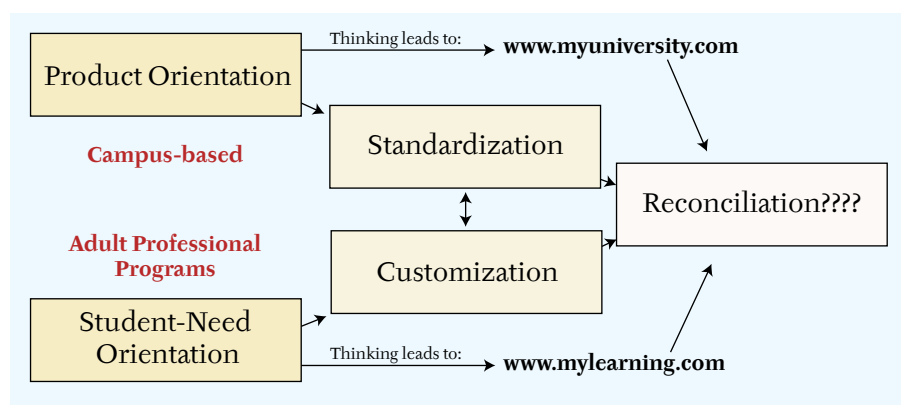 Thinking leads to:
www.myuniversity.com
Product Orientation
Standardization
Campus-based
Reconciliation????
Adult Professional
Programs
Customization
Student-Need
Orientation
Thinking leads to:
www.mylearning.com